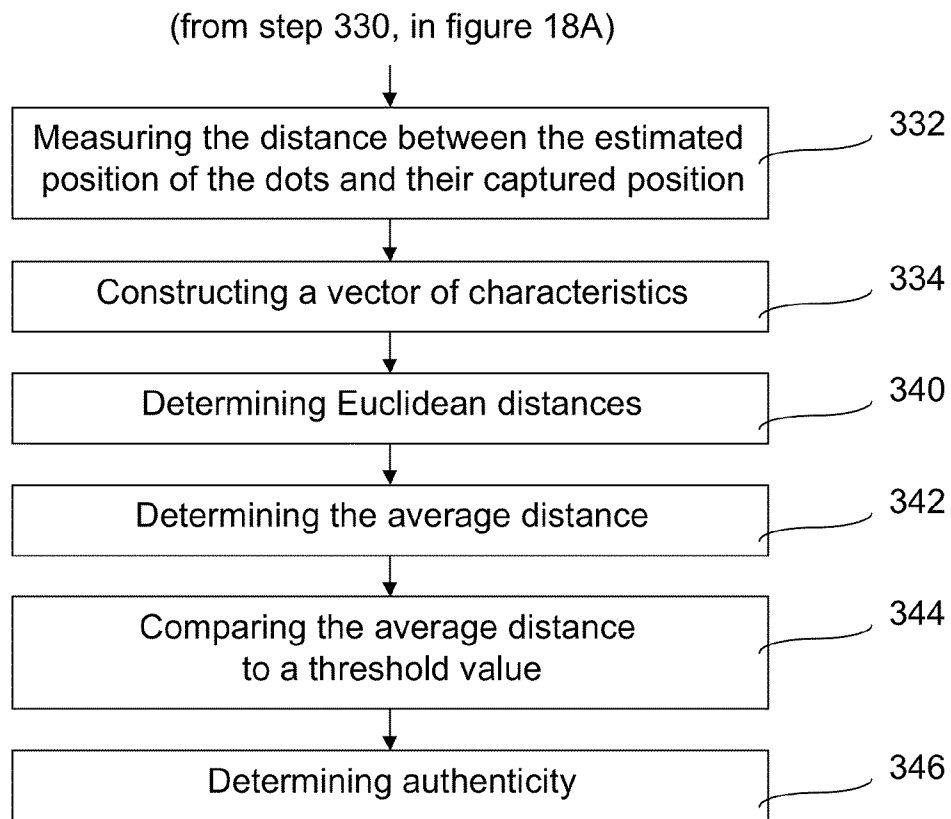 (from step 330, in figure 18A)
Measuring the distance between the estimated
position of the dots and their captured position
332
Constructing a vector of characteristics
334
Determining Euclidean distances
340
Determining the average distance
342
Comparing the average distance
to a threshold value
344
Determining authenticity
346